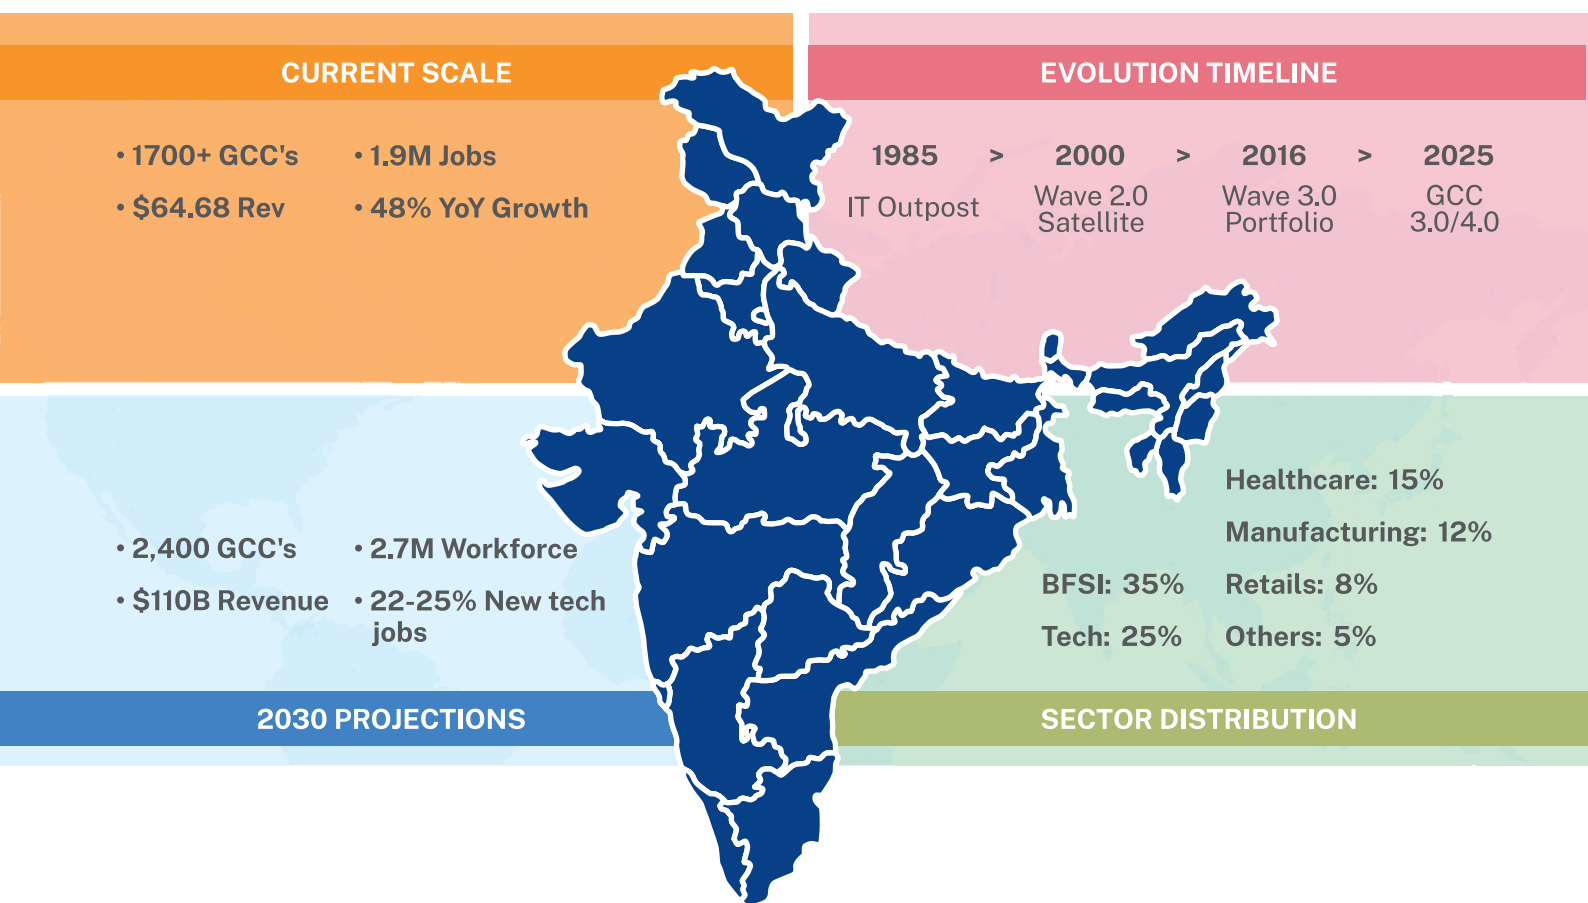 CURRENT SCALE
• 1700+ GCC's • 1.9M Jobs
• $64.68 Rev • 48% YoY Growth
EVOLUTION TIMELINE
1985 > 2000 > 2016 > 2025
IT Outpost
Wave 2.0
Satellite
Wave 3.0
Portfolio
GCC
3.0/4.0
• 2,400 GCC's • 2.7M Workforce
• $110B Revenue • 22-25% New tech
jobs
2030 PROJECTIONS
Healthcare: 15%
Manufacturing: 12%
BFSI: 35% Retails: 8%
Tech: 25% Others: 5%
SECTOR DISTRIBUTION